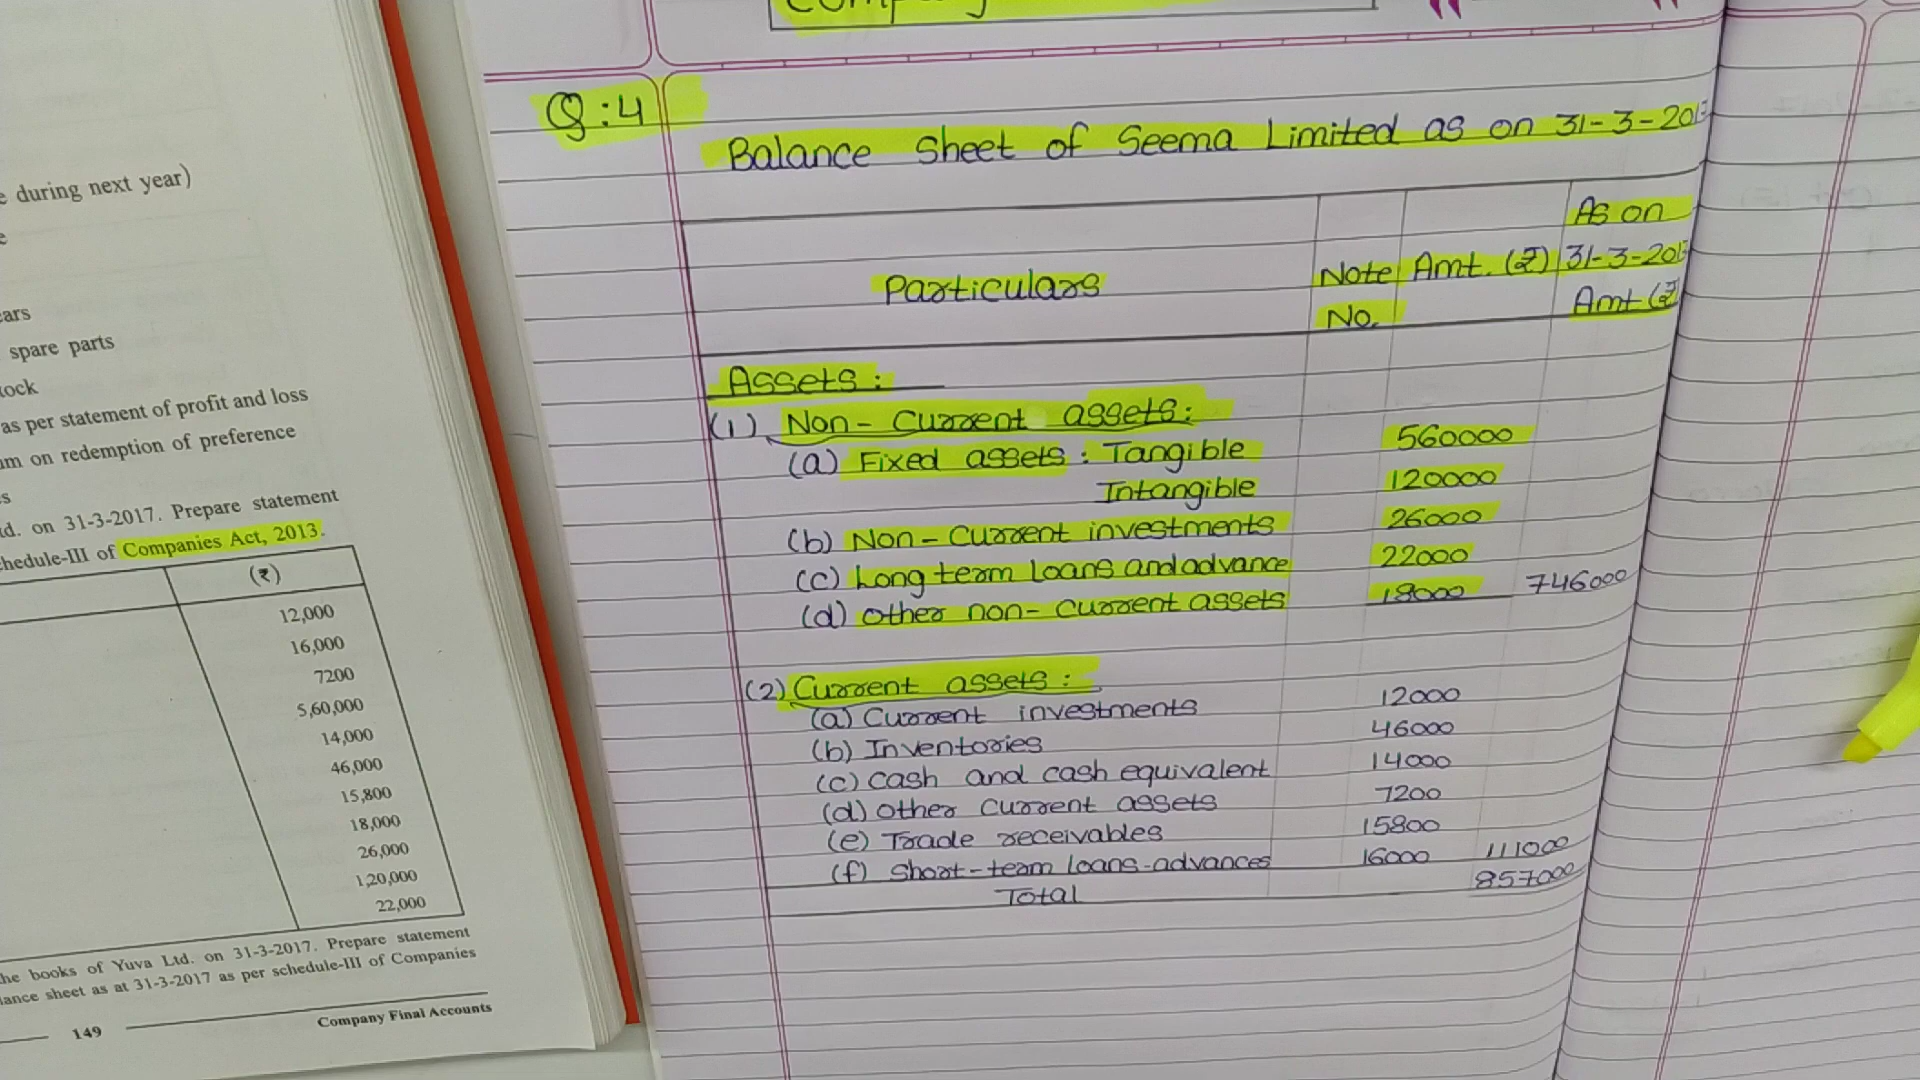 e during next year)
ears
spare parts
tock
as per statement of profit and loss
um on redemption of preference
es
td. on 31-3-2017. Prepare statement
chedule-III of Companies Act, 2013.
(₹)
12,000
16,000
7200
5,60,000
14,000
46,000
15,800
18,000
26,000
1,20,000
22,000
he books of Yuva Ltd. on 31-3-2017. Prepare statement
lance sheet as at 31-3-2017 as per schedule-III of Companies
149 Company Final Accounts
Q:4
Balance Sheet of Seema Limited as on 31-3-201
Particulars
Note No.
Amt. (₹)
As on
31-3-201
Amt (₹
Assets:
(1) Non-Current assets:
(a) Fixed assets: Tangible 560000
Intangible 120000
(b) Non-Current investments 26000
(c) Long term loans and advance 22000
(d) Other non-current assets 18000 746000
(2) Current assets:
(a) Current investments 12000
(b) Inventories 46000
(c) Cash and cash equivalent 14000
(d) Other current assets 7200
(e) Trade receivables 15800
(f) Short-term loans-advances 16000 111000
Total 857000